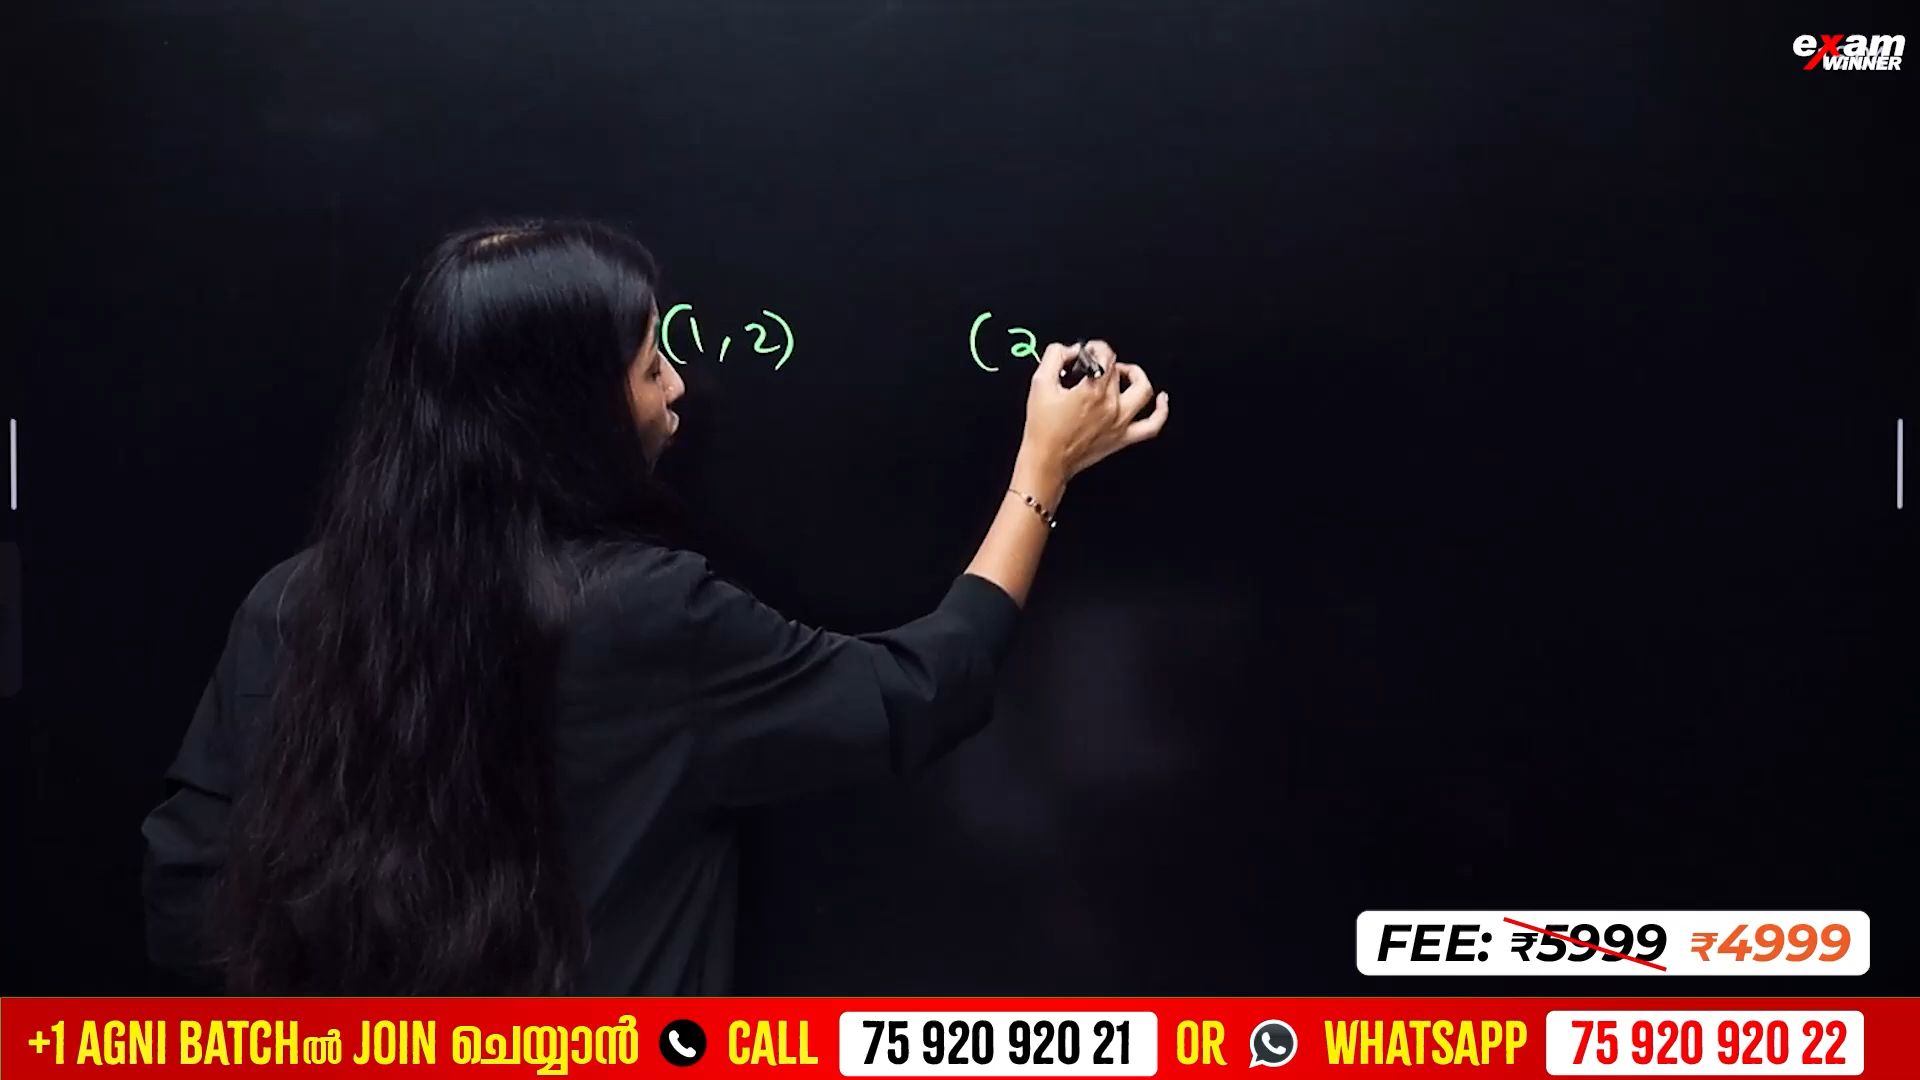 exam
WINNER
(1, 2) (2
FEE: ₹5999 ₹4999
+1 AGNI BATCHൽ JOIN ചെയ്യാൻ CALL 75 920 920 21 OR WHATSAPP 75 920 920 22